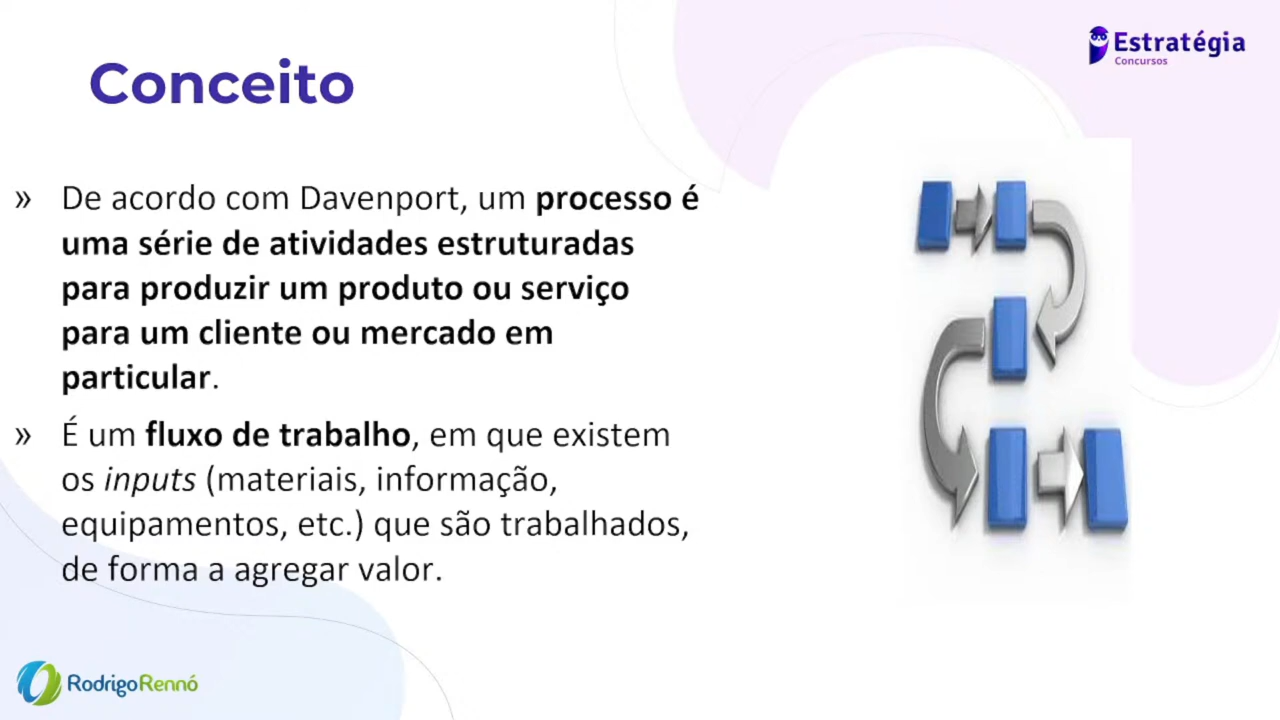 Estratégia
Concursos
Conceito
» De acordo com Davenport, um processo é
uma série de atividades estruturadas
para produzir um produto ou serviço
para um cliente ou mercado em
particular.
» É um fluxo de trabalho, em que existem
os inputs (materiais, informação,
equipamentos, etc.) que são trabalhados,
de forma a agregar valor.
RodrigoRennó